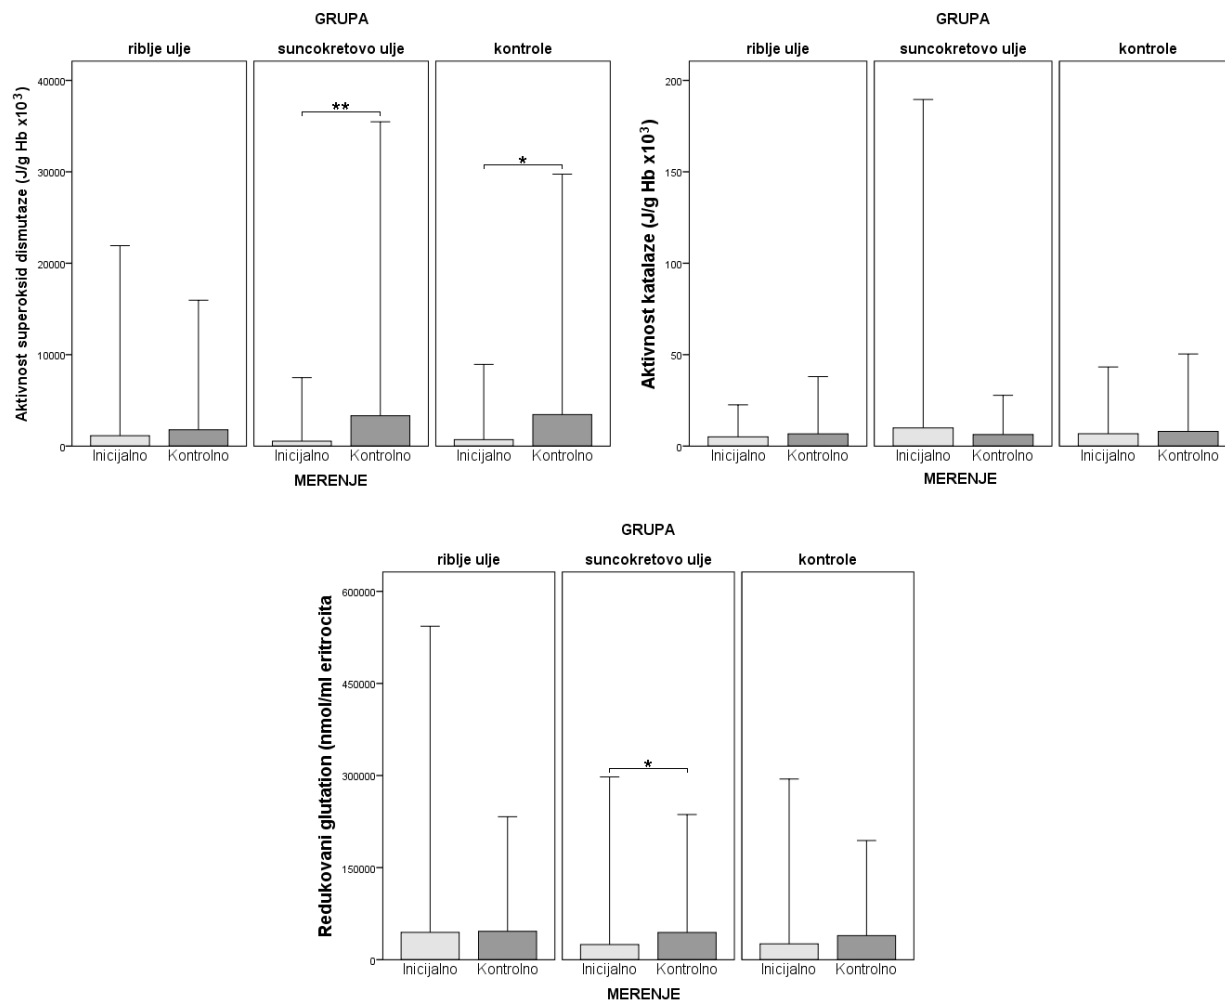 GRUPA
riblje ulje suncokretovo ulje kontrole
Aktivnost superoksid dismutaze (J/g Hb x10³)
40000
30000
20000
10000
0
**
*
Inicijalno Kontrolno Inicijalno Kontrolno Inicijalno Kontrolno
MERENJE
GRUPA
riblje ulje suncokretovo ulje kontrole
Aktivnost katalaze (J/g Hb x10³)
200
150
100
50
0
Inicijalno Kontrolno Inicijalno Kontrolno Inicijalno Kontrolno
MERENJE
GRUPA
riblje ulje suncokretovo ulje kontrole
Redukovani glutation (nmol/ml eritrocita
600000
450000
300000
150000
0
*
Inicijalno Kontrolno Inicijalno Kontrolno Inicijalno Kontrolno
MERENJE